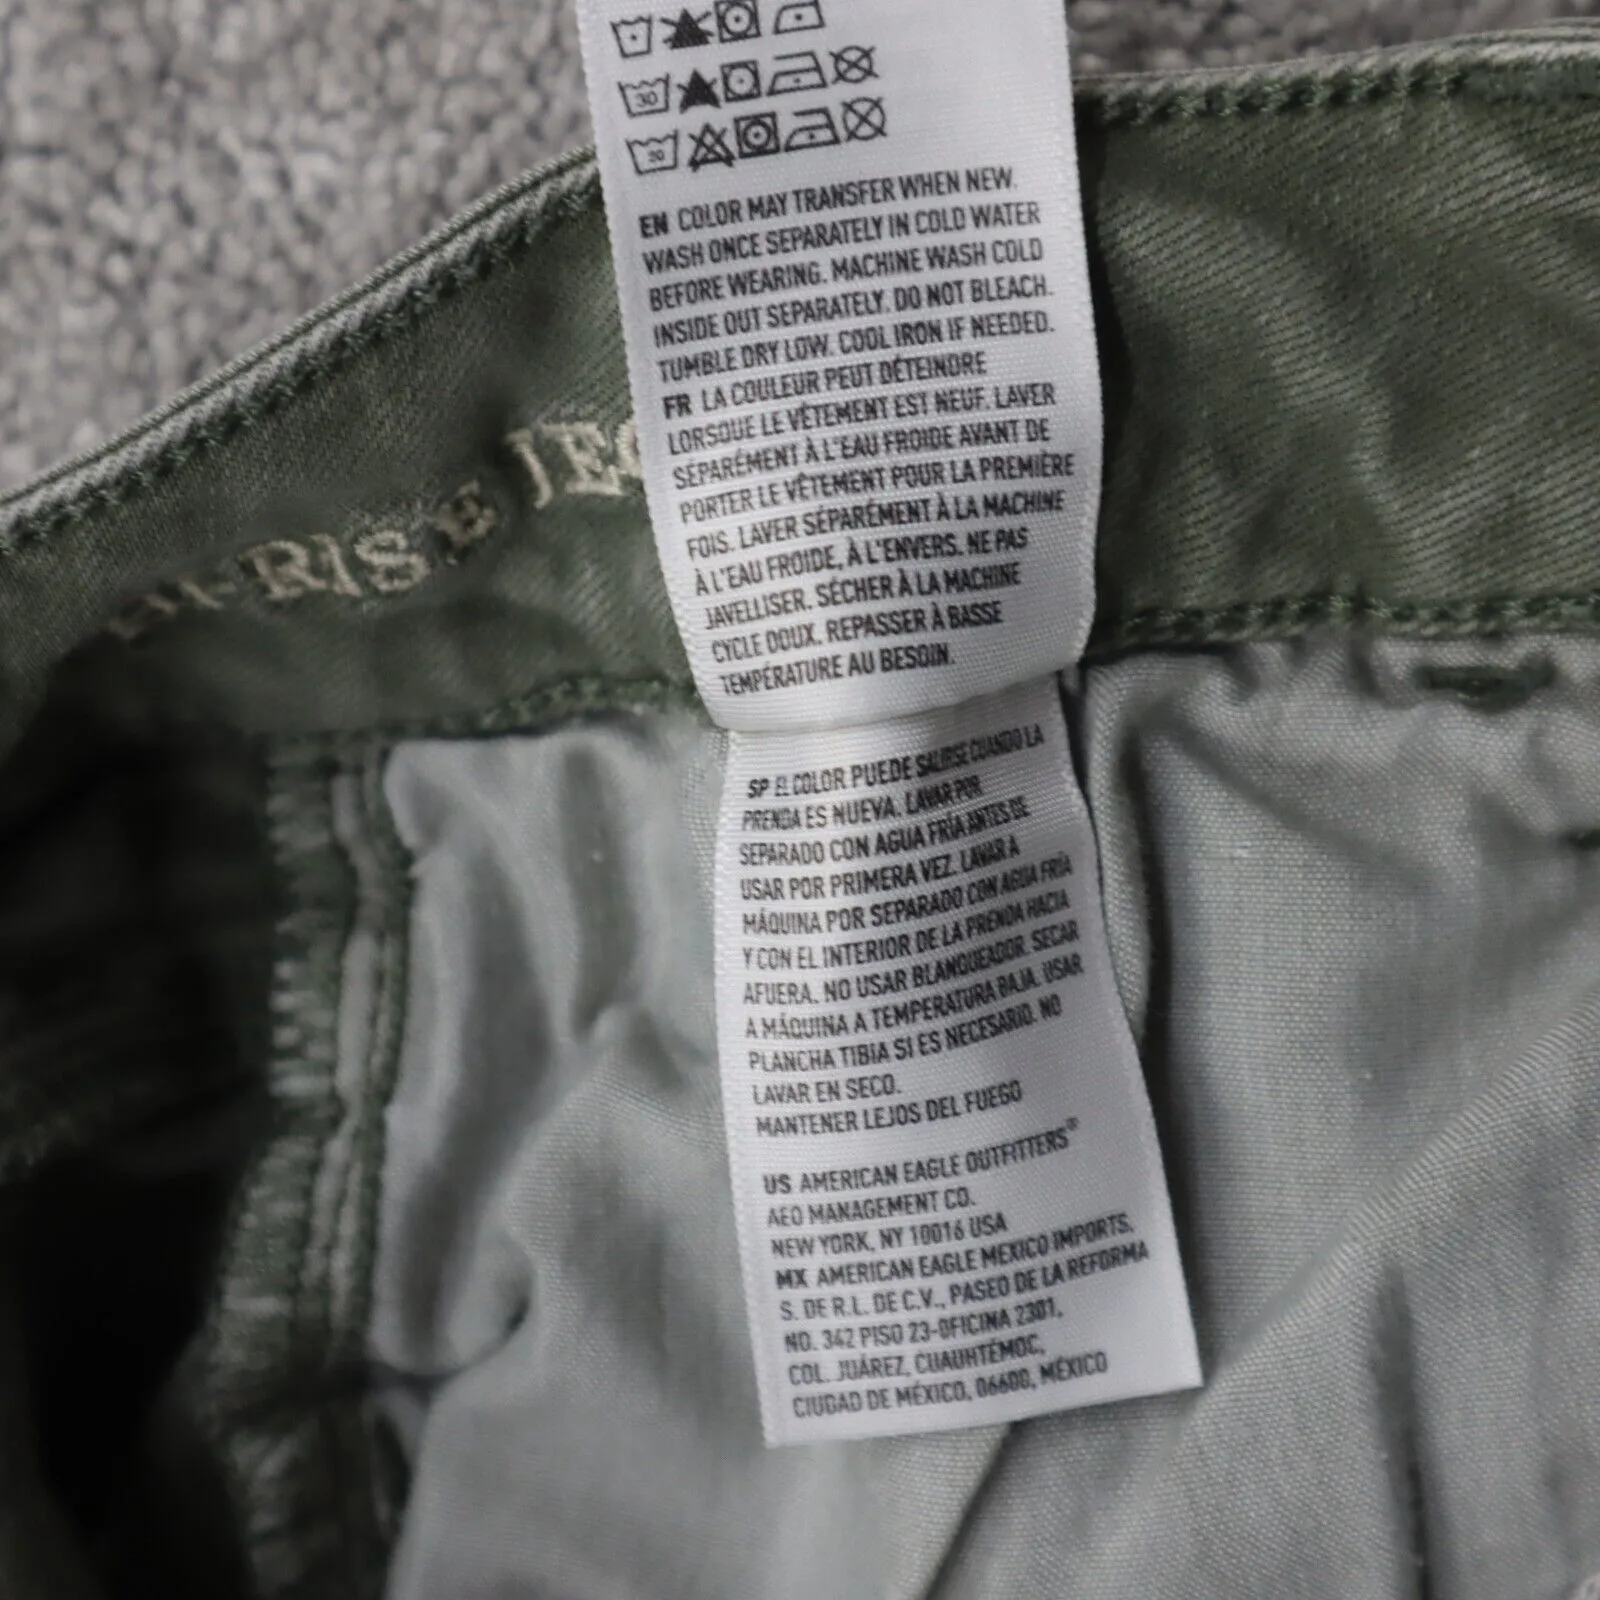 30
30
EN COLOR MAY TRANSFER WHEN NEW.
WASH ONCE SEPARATELY IN COLD WATER
BEFORE WEARING. MACHINE WASH COLD
INSIDE OUT SEPARATELY. DO NOT BLEACH.
TUMBLE DRY LOW. COOL IRON IF NEEDED.
FR LA COULEUR PEUT DÉTEINDRE
LORSQUE LE VÊTEMENT EST NEUF. LAVER
SÉPARÉMENT À L'EAU FROIDE AVANT DE
PORTER LE VÊTEMENT POUR LA PREMIÈRE
FOIS. LAVER SÉPARÉMENT À LA MACHINE
À L'EAU FROIDE, À L'ENVERS. NE PAS
JAVELLISER. SÉCHER À LA MACHINE
CYCLE DOUX. REPASSER À BASSE
TEMPÉRATURE AU BESOIN.
SP EL COLOR PUEDE SALIRSE CUANDO LA
PRENDA ES NUEVA. LAVAR POR
SEPARADO CON AGUA FRÍA ANTES DE
USAR POR PRIMERA VEZ. LAVAR A
MÁQUINA POR SEPARADO CON AGUA FRÍA
Y CON EL INTERIOR DE LA PRENDA HACIA
AFUERA. NO USAR BLANQUEADOR. SECAR
A MÁQUINA A TEMPERATURA BAJA. USAR
PLANCHA TIBIA SI ES NECESARIO. NO
LAVAR EN SECO.
MANTENER LEJOS DEL FUEGO
US AMERICAN EAGLE OUTFITTERS®
AEO MANAGEMENT CO.
NEW YORK, NY 10016 USA
MX AMERICAN EAGLE MEXICO IMPORTS,
S. DE R.L. DE C.V., PASEO DE LA REFORMA
NO. 342 PISO 23-OFICINA 2301,
COL. JUÁREZ, CUAUHTÉMOC,
CIUDAD DE MÉXICO, 06600, MÉXICO